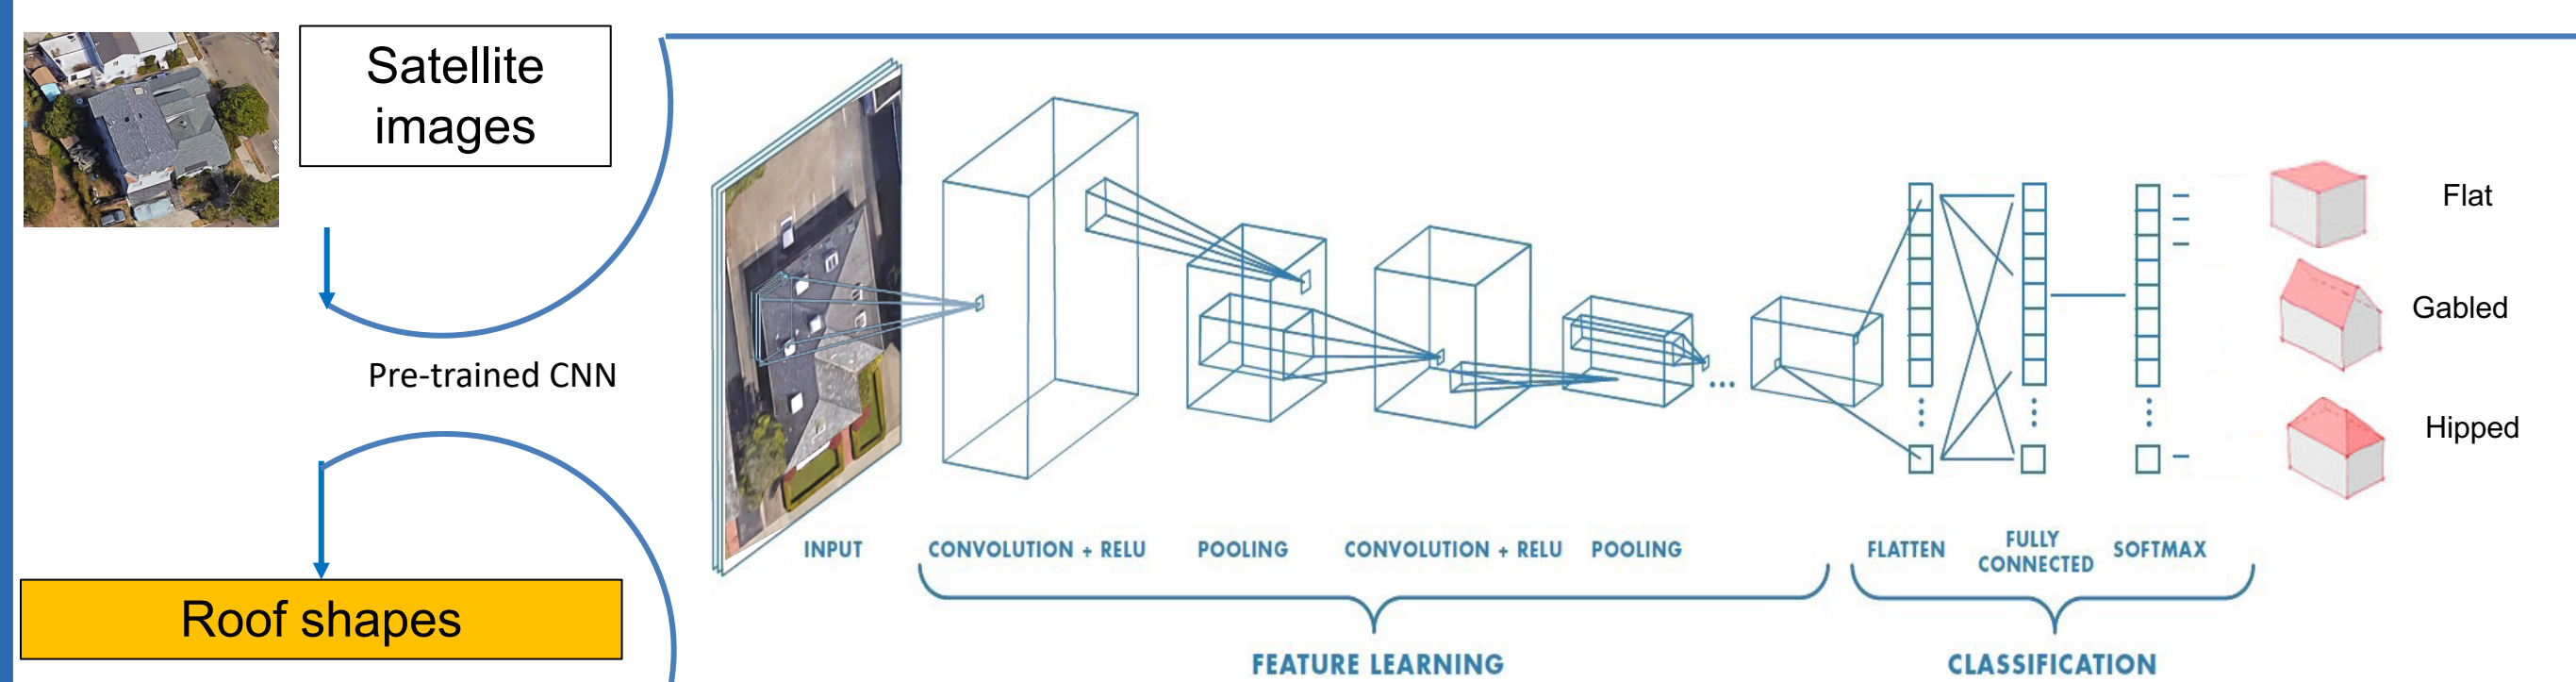 Satellite
images
Pre-trained CNN
Roof shapes
INPUT
CONVOLUTION + RELU
POOLING
CONVOLUTION + RELU
POOLING
...
FLATTEN
FULLY
CONNECTED
SOFTMAX
FEATURE LEARNING
CLASSIFICATION
Flat
Gabled
Hipped